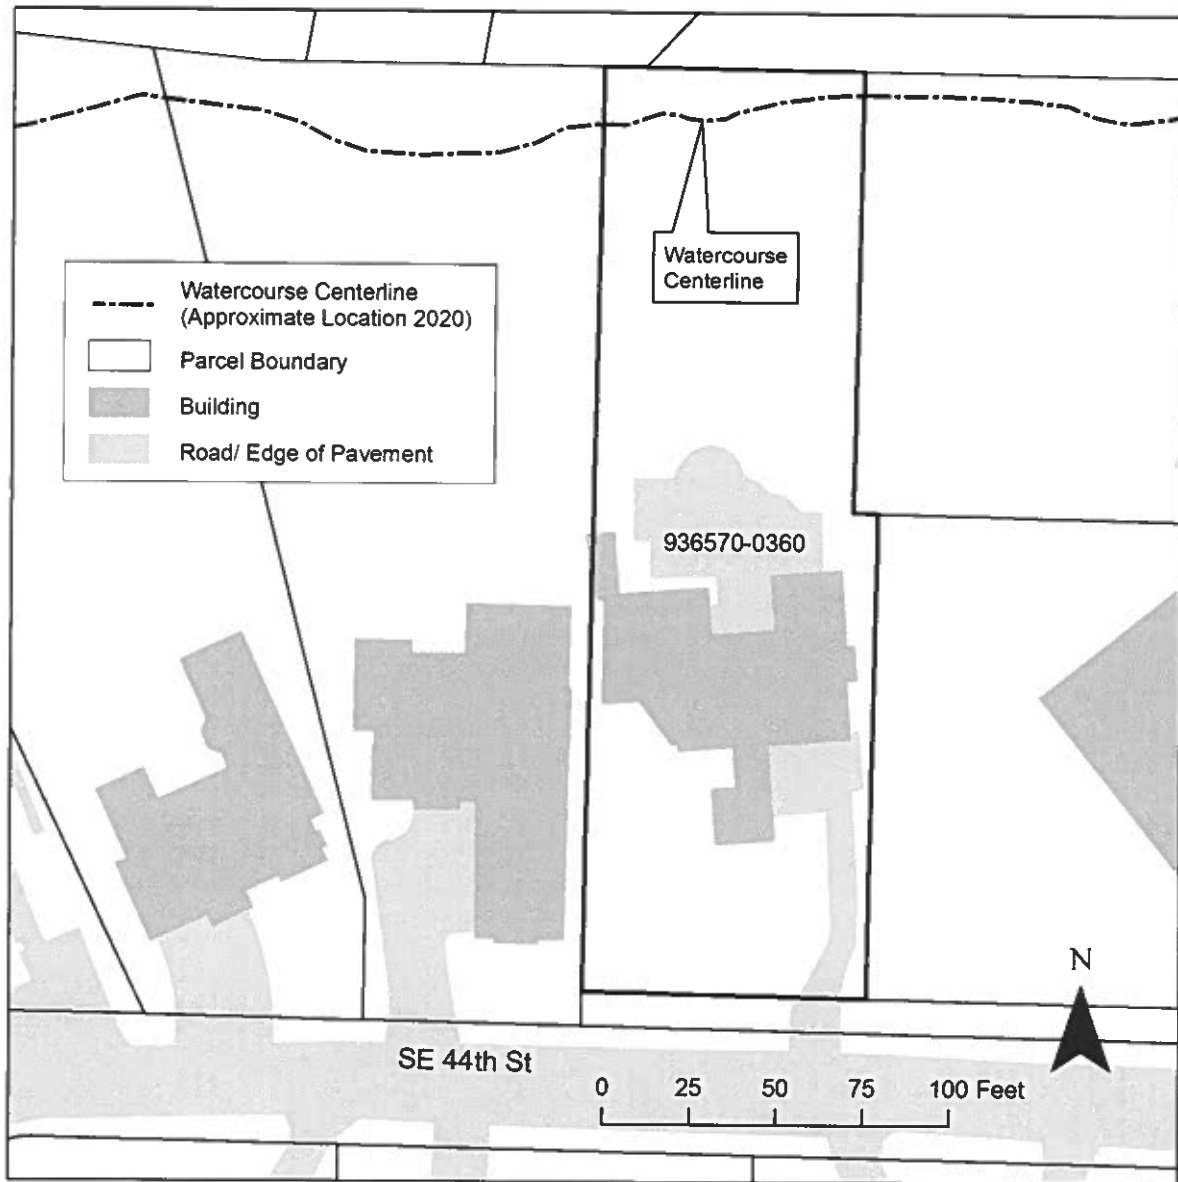 Watercourse
Centerline
Watercourse Centerline
(Approximate Location 2020)
Parcel Boundary
Building
Road/ Edge of Pavement
936570-0360
N
SE 44th St
0 25 50 75 100 Feet